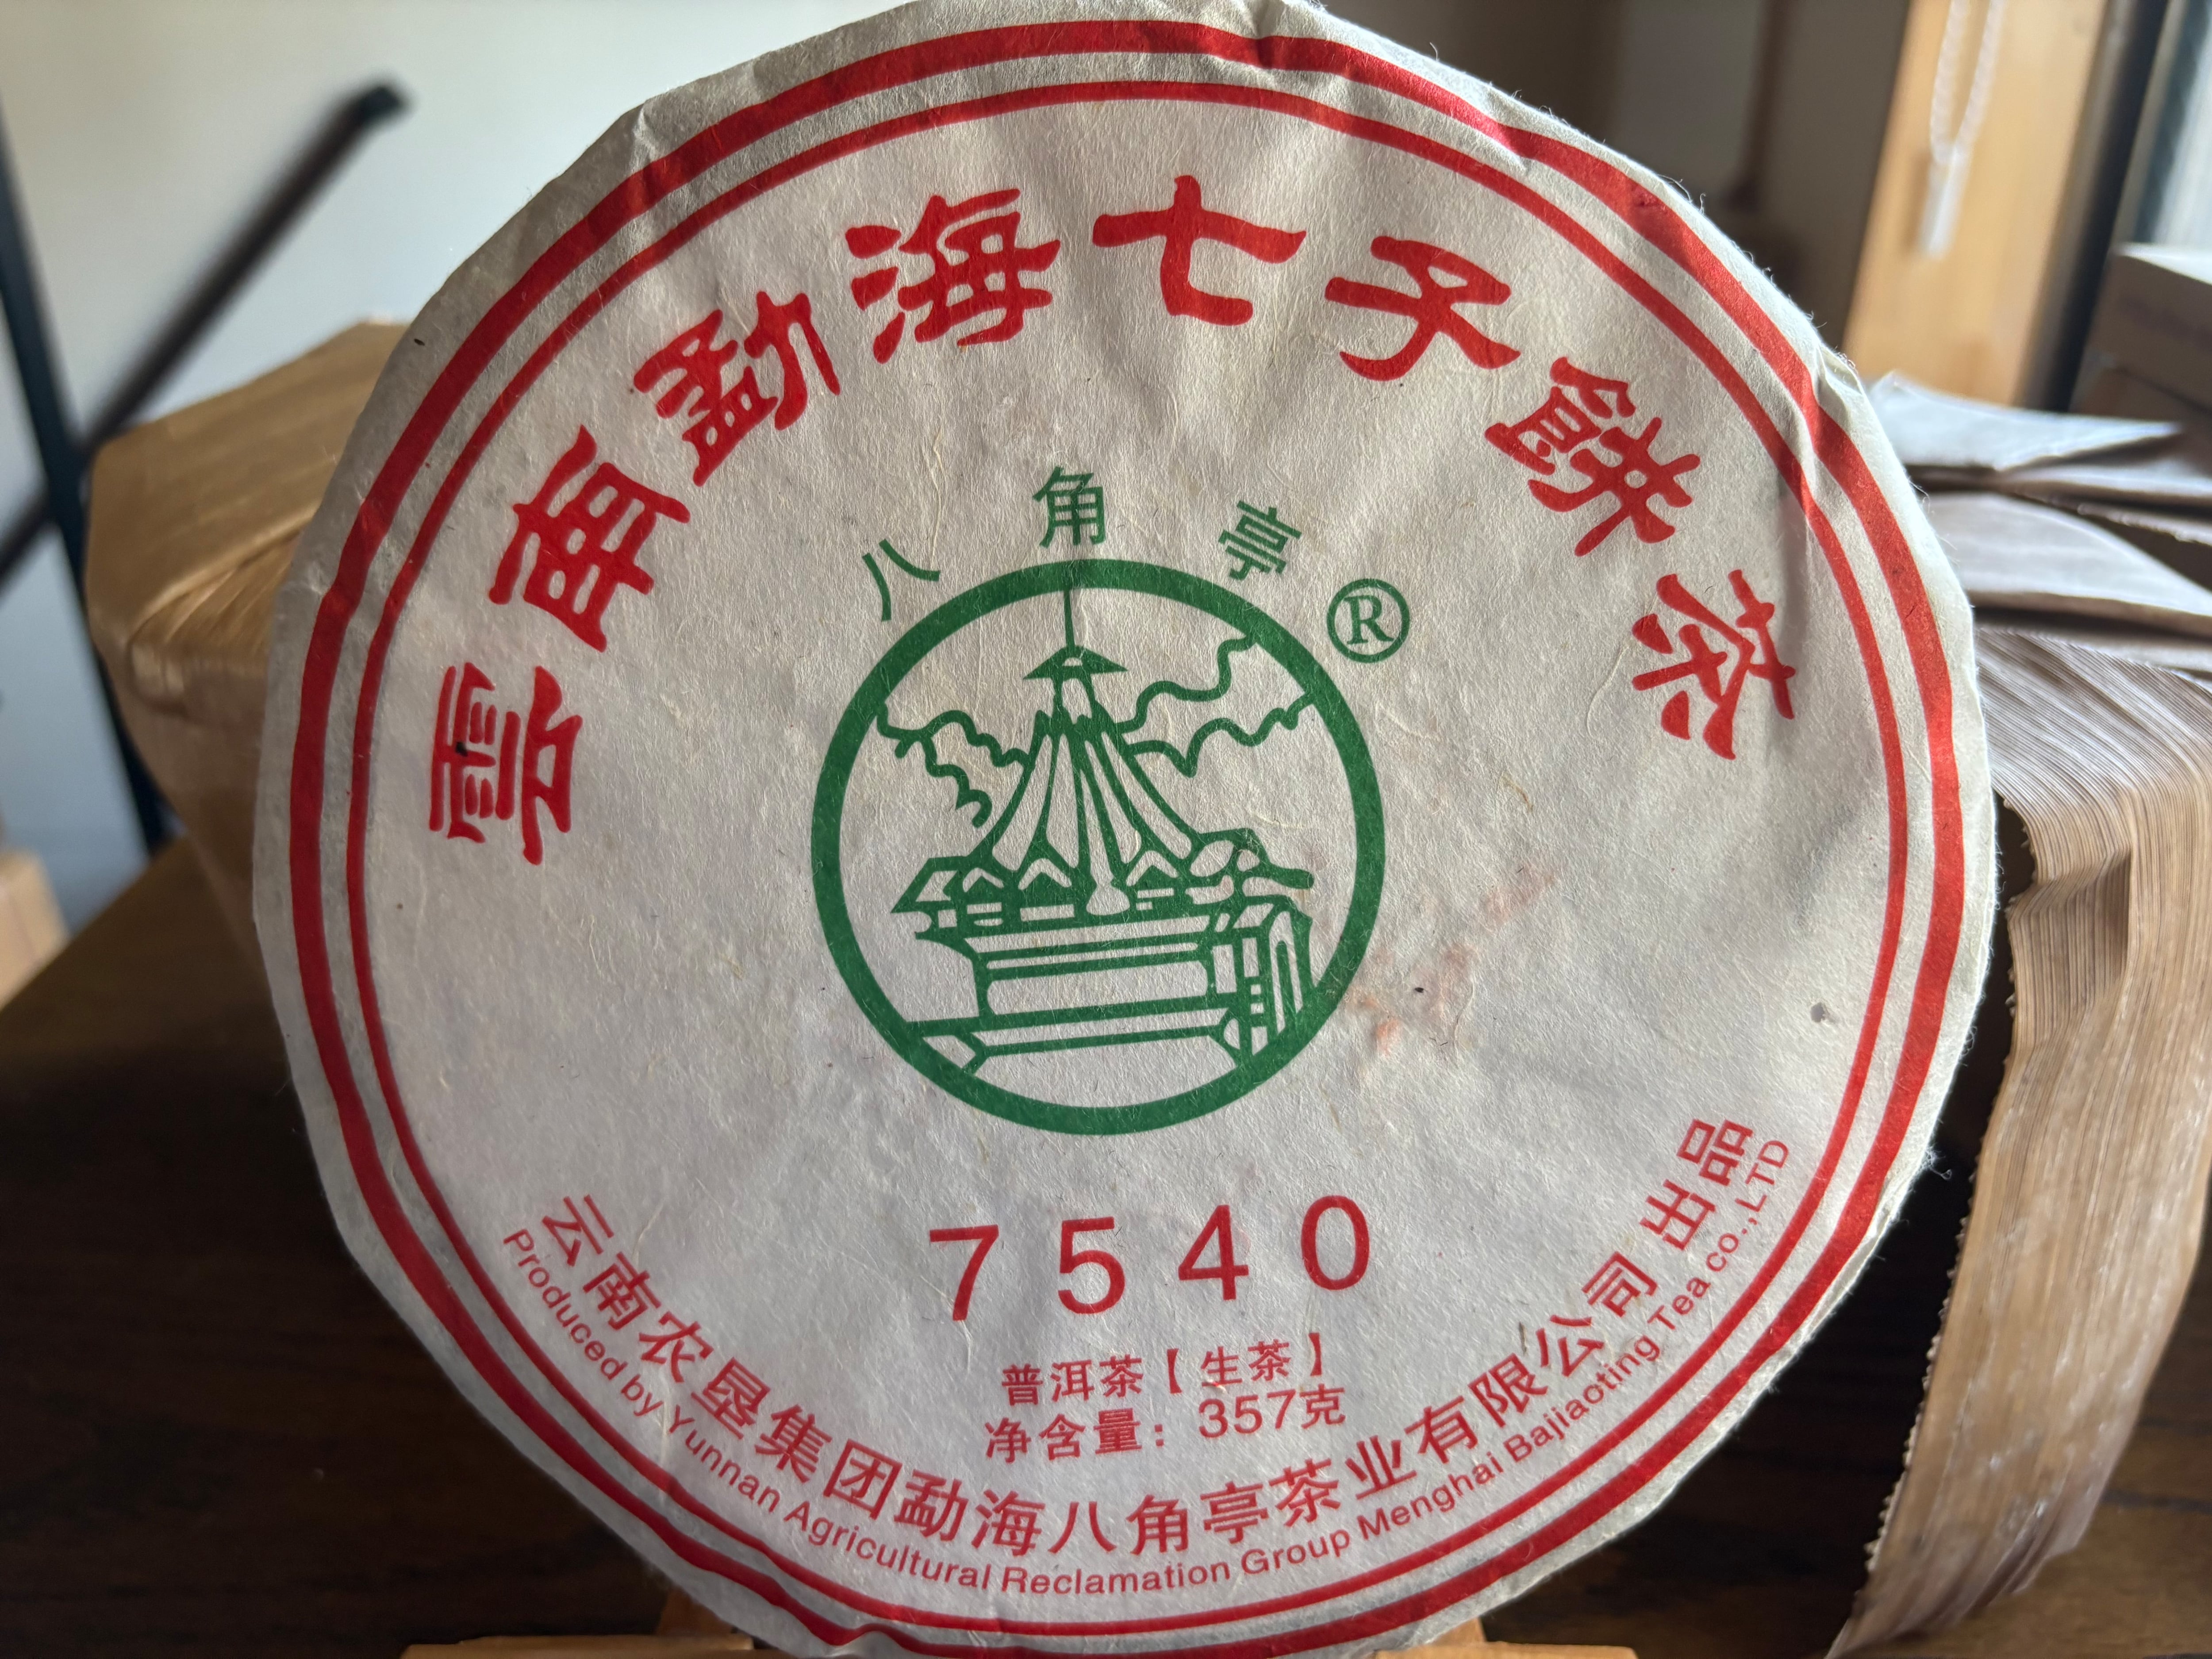 雲南勐海七子餅茶
八角亭®
7540
普洱茶【生茶】
净含量：357克
云南农垦集团勐海八角亭茶业有限公司 出品
Produced by Yunnan Agricultural Reclamation Group Menghai Bajiaoting Tea co.,LTD